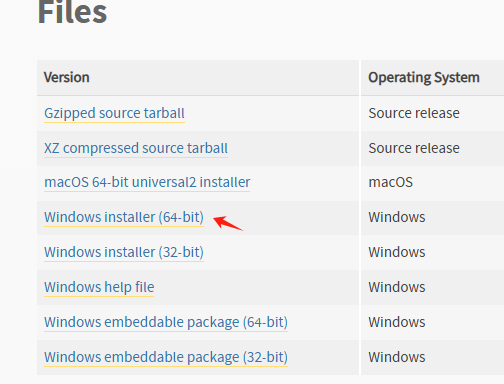 Files
Version Operating System
Gzipped source tarball Source release
XZ compressed source tarball Source release
macOS 64-bit universal2 installer macOS
Windows installer (64-bit) Windows
Windows installer (32-bit) Windows
Windows help file Windows
Windows embeddable package (64-bit) Windows
Windows embeddable package (32-bit) Windows